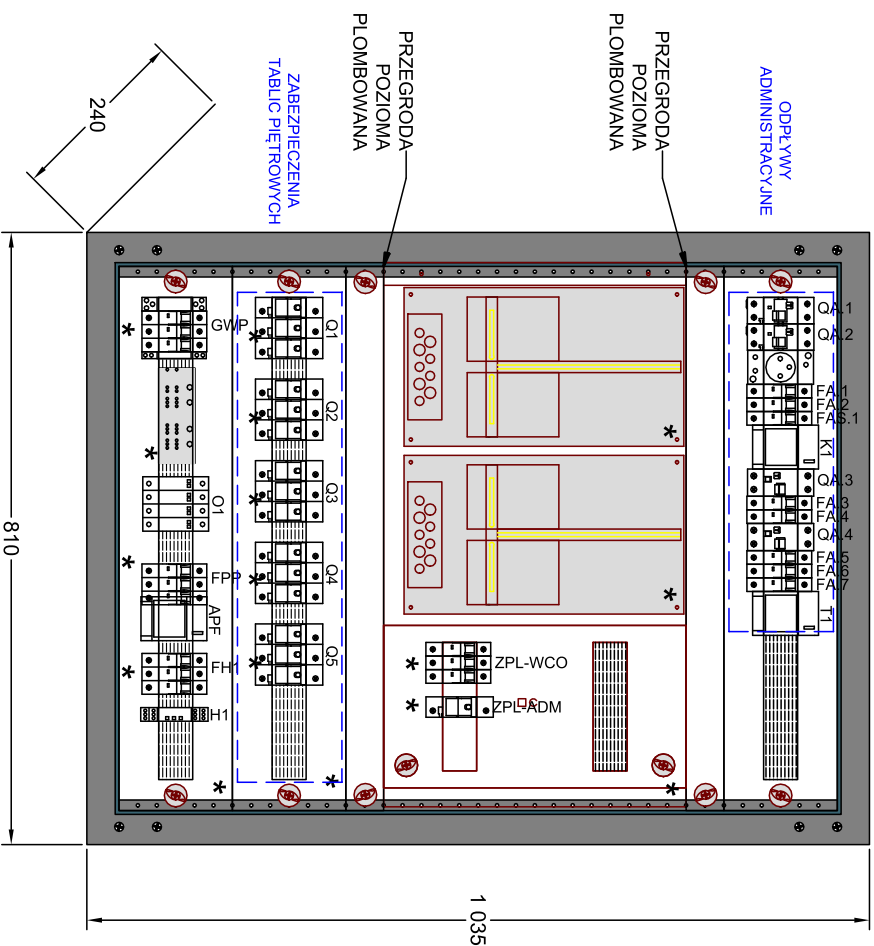 ODPŁYWY
ADMINISTRACYJNE
PRZEGRODA
POZIOMA
PLOMBOWANA
PRZEGRODA
POZIOMA
PLOMBOWANA
ZABEZPIECZENIA
TABLIC PIĘTROWYCH
240
810
1 035
QA.1
QA.2
FA.1
FA.2
FAS.1
K1
QA.3
FA.3
FA.4
QA.4
FA.5
FA.6
FA.7
T1
ZPL-WCO
ZPL-ADM
Q1
Q2
Q3
Q4
Q5
GWP
O1
FPP
APF
FH1
H1